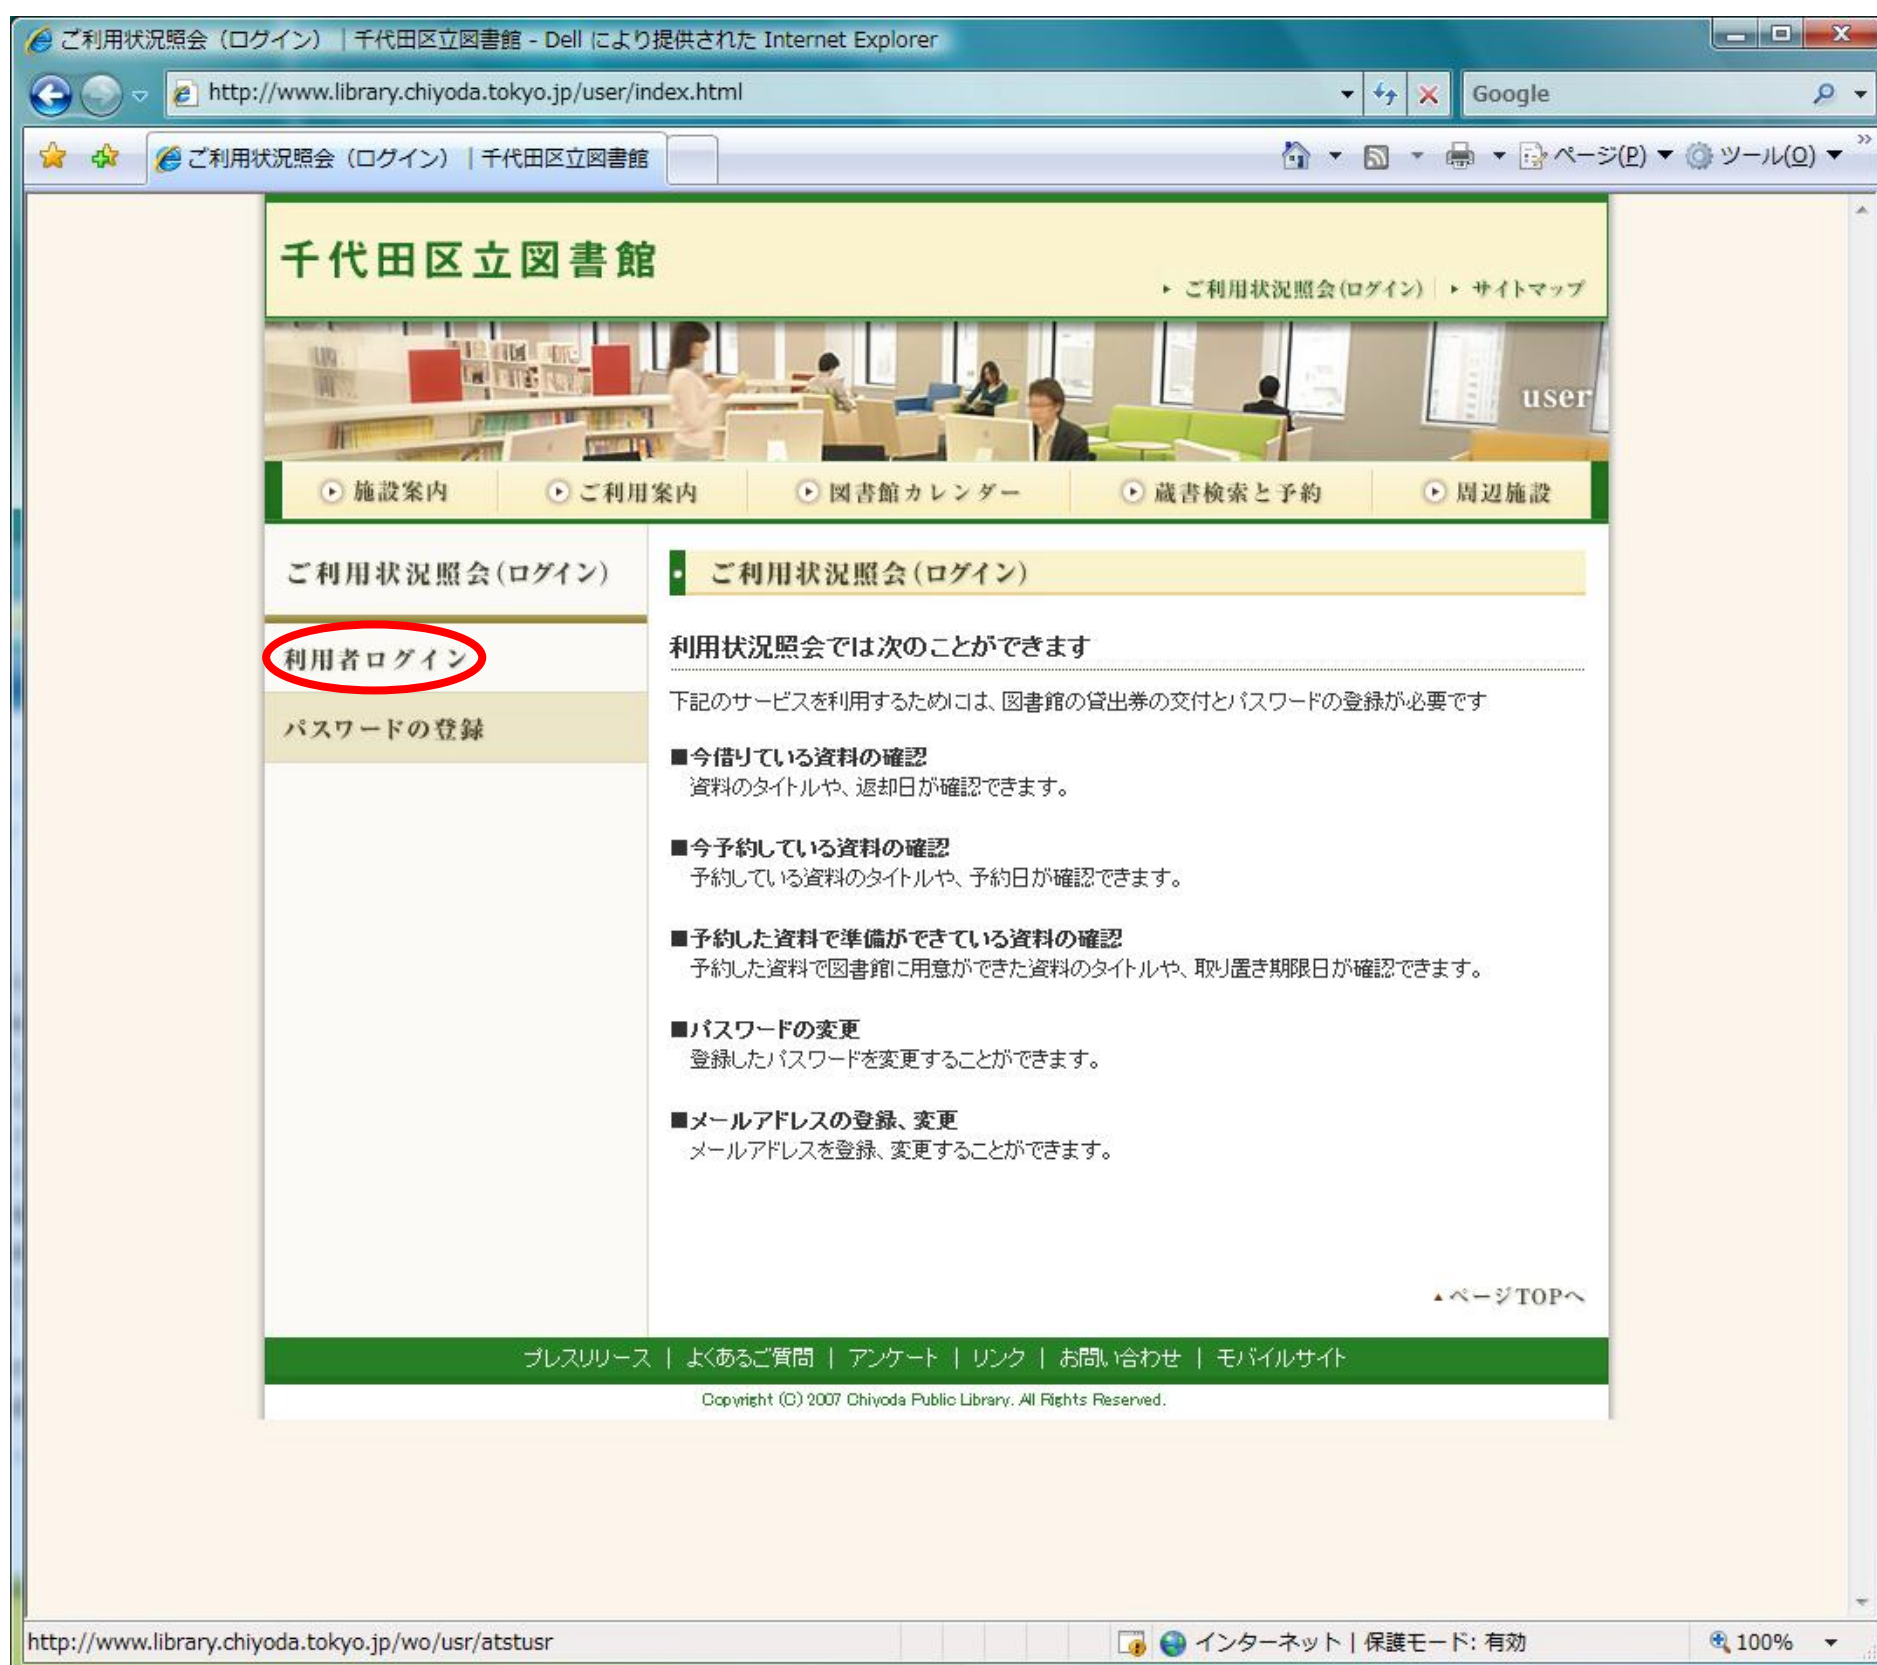 ご利用状況照会（ログイン）｜千代田区立図書館 - Dell により提供された Internet Explorer
http://www.library.chiyoda.tokyo.jp/user/index.html
Google
ご利用状況照会（ログイン）｜千代田区立図書館
ページ(P)
ツール(O)
千代田区立図書館
ご利用状況照会(ログイン)
サイトマップ
user
施設案内
ご利用案内
図書館カレンダー
蔵書検索と予約
周辺施設
ご利用状況照会(ログイン)
利用者ログイン
パスワードの登録
ご利用状況照会(ログイン)
利用状況照会では次のことができます
下記のサービスを利用するためには、図書館の貸出券の交付とパスワードの登録が必要です
■今借りている資料の確認
資料のタイトルや、返却日が確認できます。
■今予約している資料の確認
予約している資料のタイトルや、予約日が確認できます。
■予約した資料で準備ができている資料の確認
予約した資料で図書館に用意ができた資料のタイトルや、取り置き期限日が確認できます。
■パスワードの変更
登録したパスワードを変更することができます。
■メールアドレスの登録、変更
メールアドレスを登録、変更することができます。
▲ページTOPへ
プレスリリース | よくあるご質問 | アンケート | リンク | お問い合わせ | モバイルサイト
Copyright (C) 2007 Chiyoda Public Library. All Rights Reserved.
http://www.library.chiyoda.tokyo.jp/wo/usr/atstusr
インターネット | 保護モード: 有効
100%